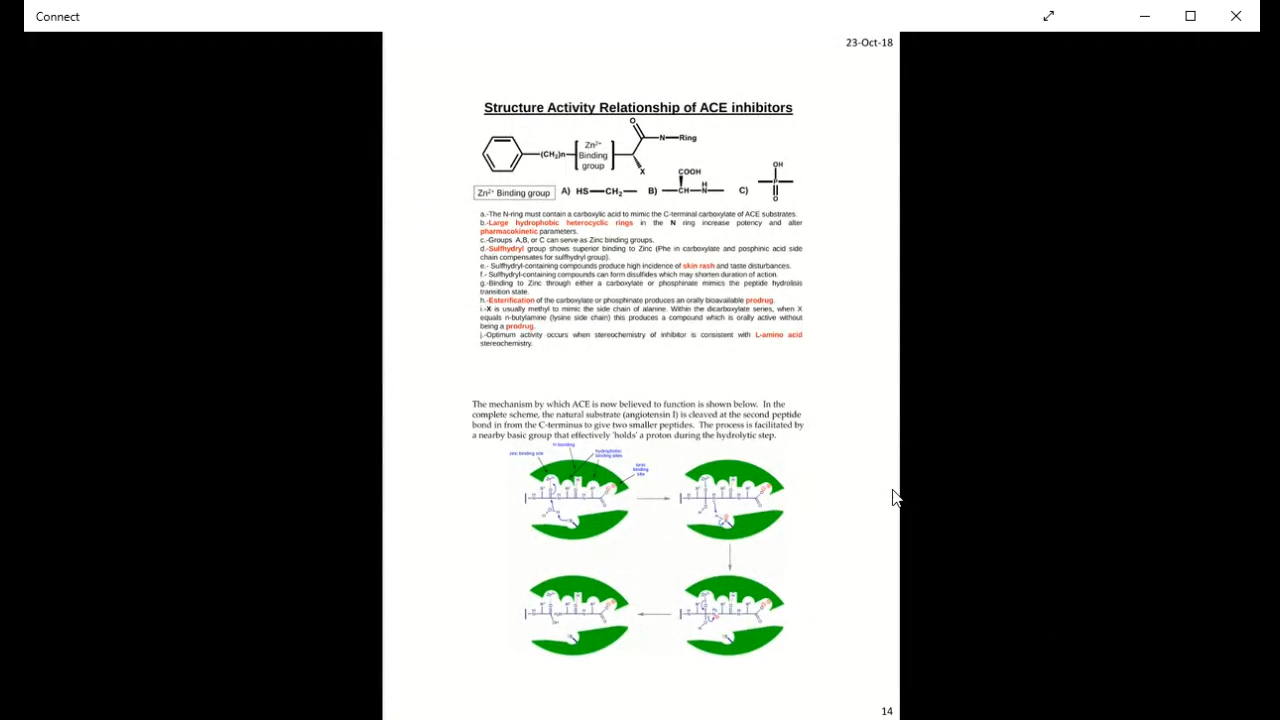 Connect
23-Oct-18
Structure Activity Relationship of ACE inhibitors
O
N—Ring
(CH₂)n
Zn²⁺
Binding
group
X
Zn²⁺ Binding group
A) HS—CH₂—
B)
COOH
CH
H
N
C)
OH
P
O
a.-The N-ring must contain a carboxylic acid to mimic the C-terminal carboxylate of ACE substrates.
b.-Large hydrophobic heterocyclic rings in the N ring increase potency and alter
pharmacokinetic parameters.
c.-Groups A,B, or C can serve as Zinc binding groups.
d.-Sulfhydryl group shows superior binding to Zinc (Phe in carboxylate and posphinic acid side
chain compensates for sulfhydryl group).
e.- Sulfhydryl-containing compounds produce high incidence of skin rash and taste disturbances.
f.- Sulfhydryl-containing compounds can form disulfides which may shorten duration of action.
g.-Binding to Zinc through either a carboxylate or phosphinate mimics the peptide hydrolisis
transition state.
h.-Esterification of the carboxylate or phosphinate produces an orally bioavailable prodrug.
i.-X is usually methyl to mimic the side chain of alanine. Within the dicarboxylate series, when X
equals n-butylamine (lysine side chain) this produces a compound which is orally active without
being a prodrug.
j.-Optimum activity occurs when stereochemistry of inhibitor is consistent with L-amino acid
stereochemistry.
The mechanism by which ACE is now believed to function is shown below. In the
complete scheme, the natural substrate (angiotensin I) is cleaved at the second peptide
bond in from the C-terminus to give two smaller peptides. The process is facilitated by
a nearby basic group that effectively 'holds' a proton during the hydrolytic step.
H-bonding
zinc binding site
hydrophobic
binding sites
ionic
binding
site
14